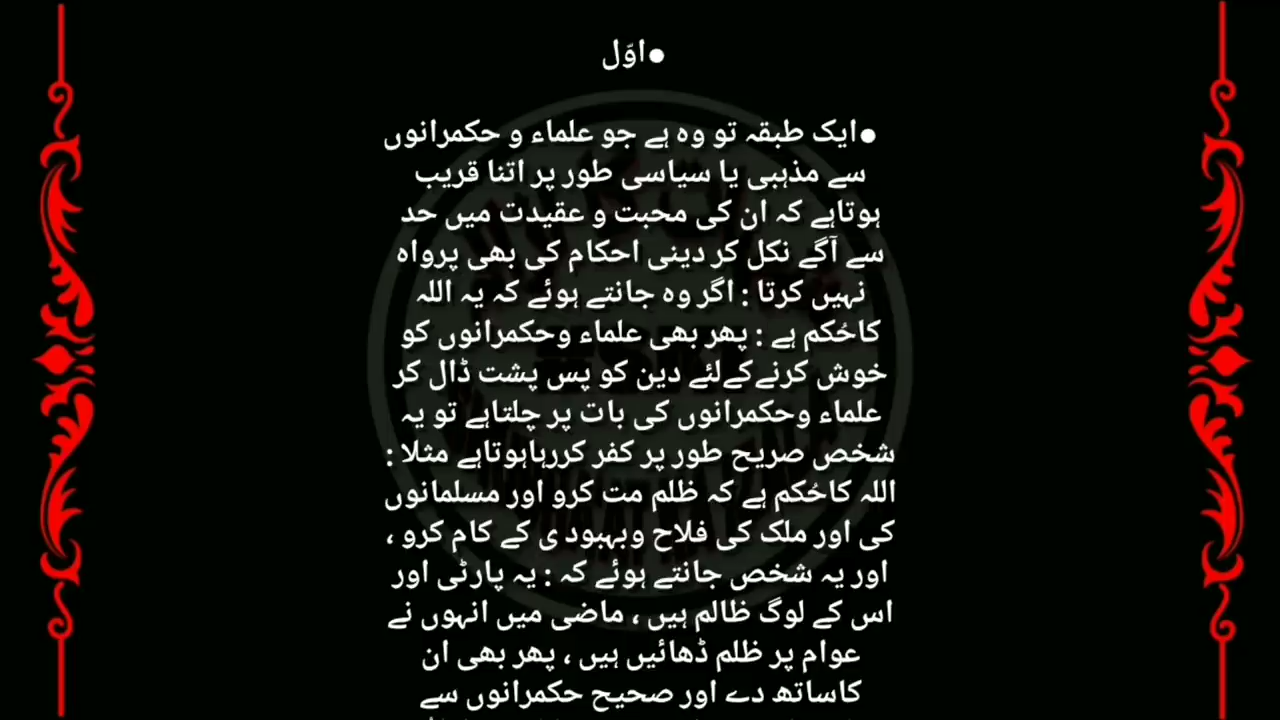 ●اوّل
●ایک طبقہ تو وہ ہے جو علماء و حکمرانوں
سے مذہبی یا سیاسی طور پر اتنا قریب
ہوتاہے کہ ان کی محبت و عقیدت میں حد
سے آگے نکل کر دینی احکام کی بھی پرواہ
نہیں کرتا : اگر وہ جانتے ہوئے کہ یہ اللہ
کاحُکم ہے : پھر بھی علماء وحکمرانوں کو
خوش کرنےکےلئے دین کو پس پشت ڈال کر
علماء وحکمرانوں کی بات پر چلتاہے تو یہ
شخص صریح طور پر کفر کررہاہوتاہے مثلا :
اللہ کاحُکم ہے کہ ظلم مت کرو اور مسلمانوں
کی اور ملک کی فلاح وبہبود ی کے کام کرو ،
اور یہ شخص جانتے ہوئے کہ : یہ پارٹی اور
اس کے لوگ ظالم ہیں ، ماضی میں انہوں نے
عوام پر ظلم ڈھائیں ہیں ، پھر بھی ان
کاساتھ دے اور صحیح حکمرانوں سے